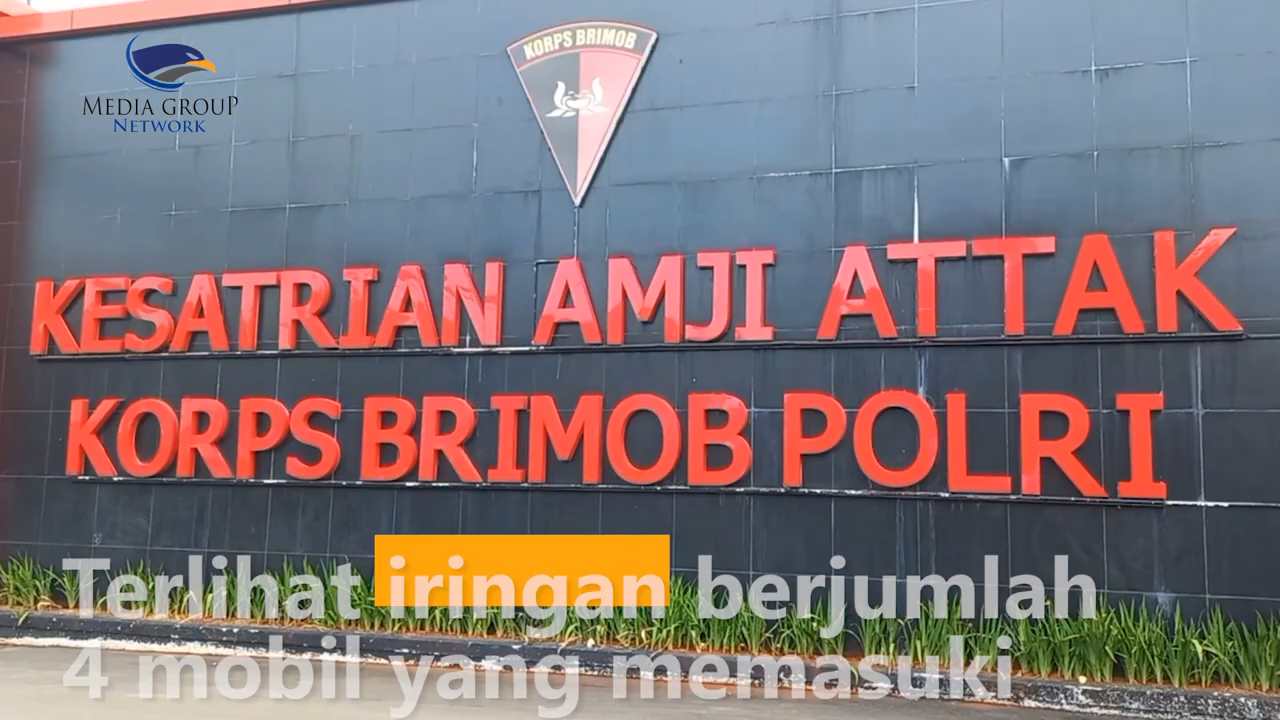 KORPS BRIMOB
MEDIA GROUP
NETWORK
KESATRIAN AMJI ATTAK
KORPS BRIMOB POLRI
Terlihat iringan berjumlah
4 mobil yang memasuki